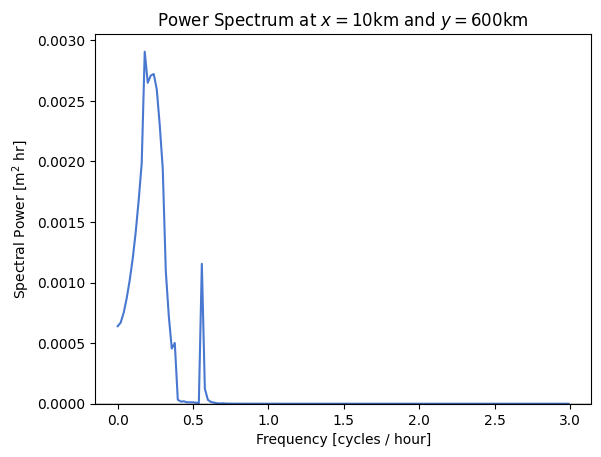 Power Spectrum at x = 10km and y = 600km
0.0030
0.0025
0.0020
0.0015
0.0010
0.0005
0.0000
Spectral Power [m² hr]
0.0 0.5 1.0 1.5 2.0 2.5 3.0
Frequency [cycles / hour]